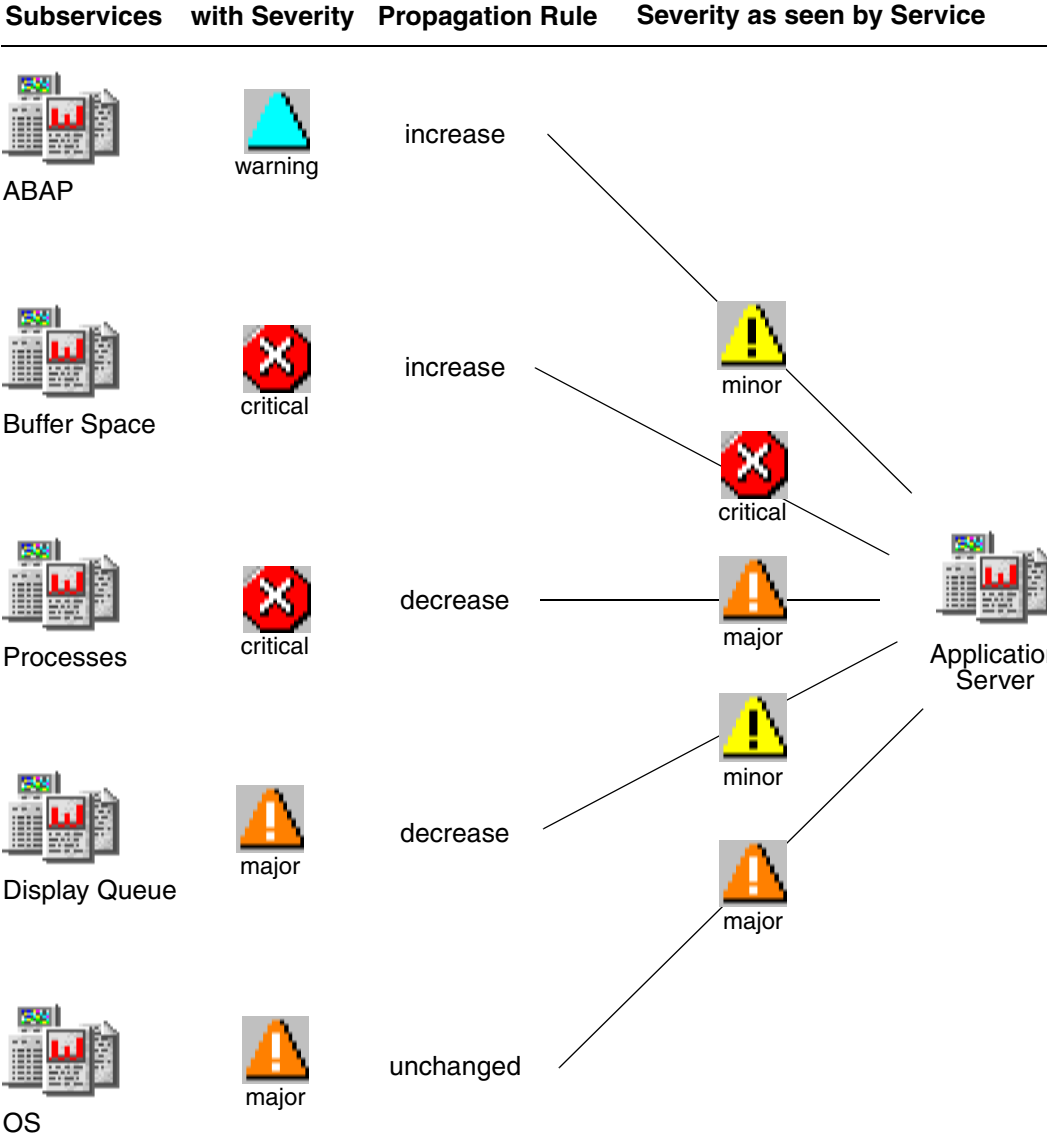 Subservices with Severity Propagation Rule Severity as seen by Service
increase
warning
ABAP
increase
minor
Buffer Space
critical
critical
decrease
major
Processes
critical
Application
Server
minor
decrease
major
Display Queue
major
unchanged
major
OS